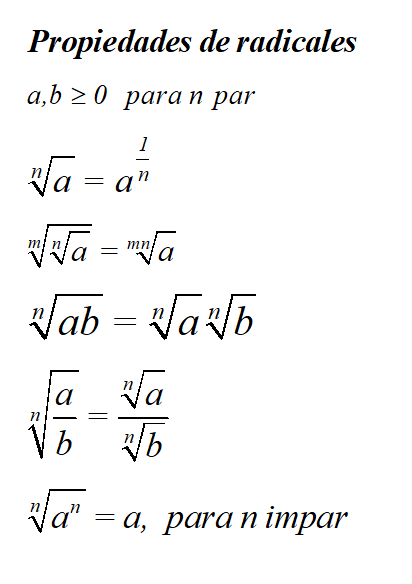 Propiedades de radicales
a,b ≥ 0 para n par
ⁿ√a = a^(1/n)
ᵐ√(ⁿ√a) = ᵐⁿ√a
ⁿ√(ab) = ⁿ√a ⁿ√b
ⁿ√(a/b) = ⁿ√a / ⁿ√b
ⁿ√(aⁿ) = a, para n impar